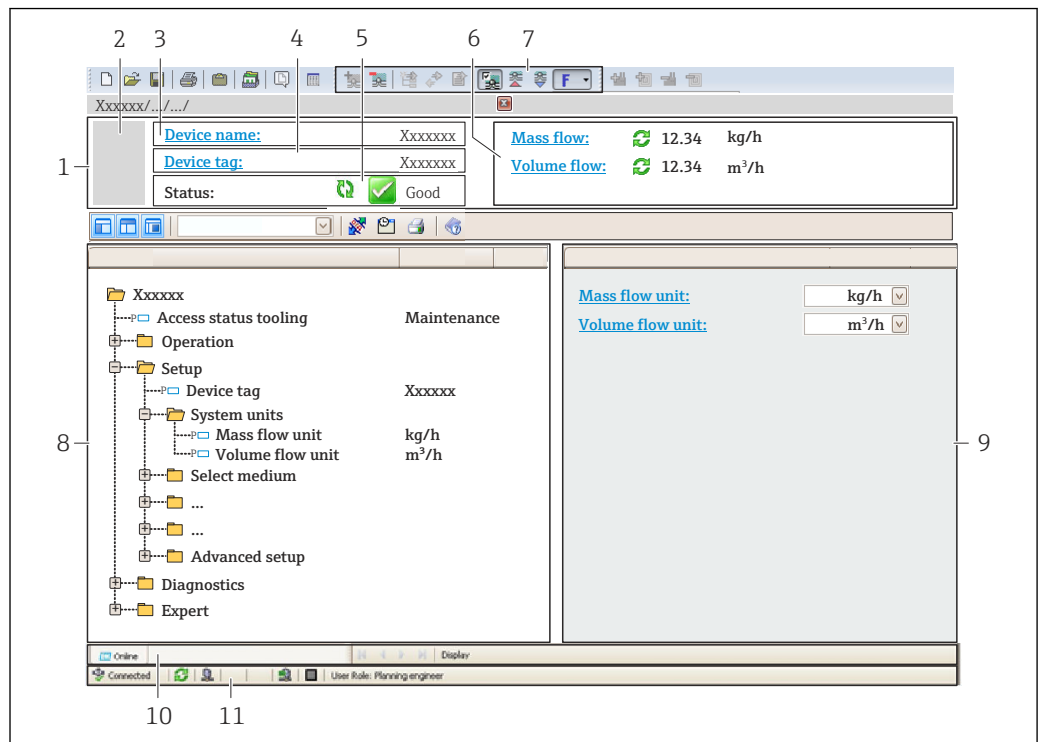 2 3 4 5 6 7
F
Xxxxxx/.../.../
1
Device name: Xxxxxxx
Device tag: Xxxxxxx
Status: Good
Mass flow: 12.34 kg/h
Volume flow: 12.34 m³/h
Xxxxxx
P Access status tooling Maintenance
Operation
Setup
P Device tag Xxxxxx
System units
P Mass flow unit kg/h
P Volume flow unit m³/h
Select medium
...
...
Advanced setup
Diagnostics
Expert
8
Mass flow unit: kg/h
Volume flow unit: m³/h
9
Online Display
Connected User Role: Planning engineer
10 11